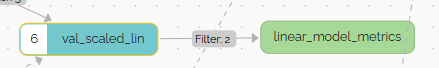 6 val_scaled_lin
Filter: 2
linear_model_metrics